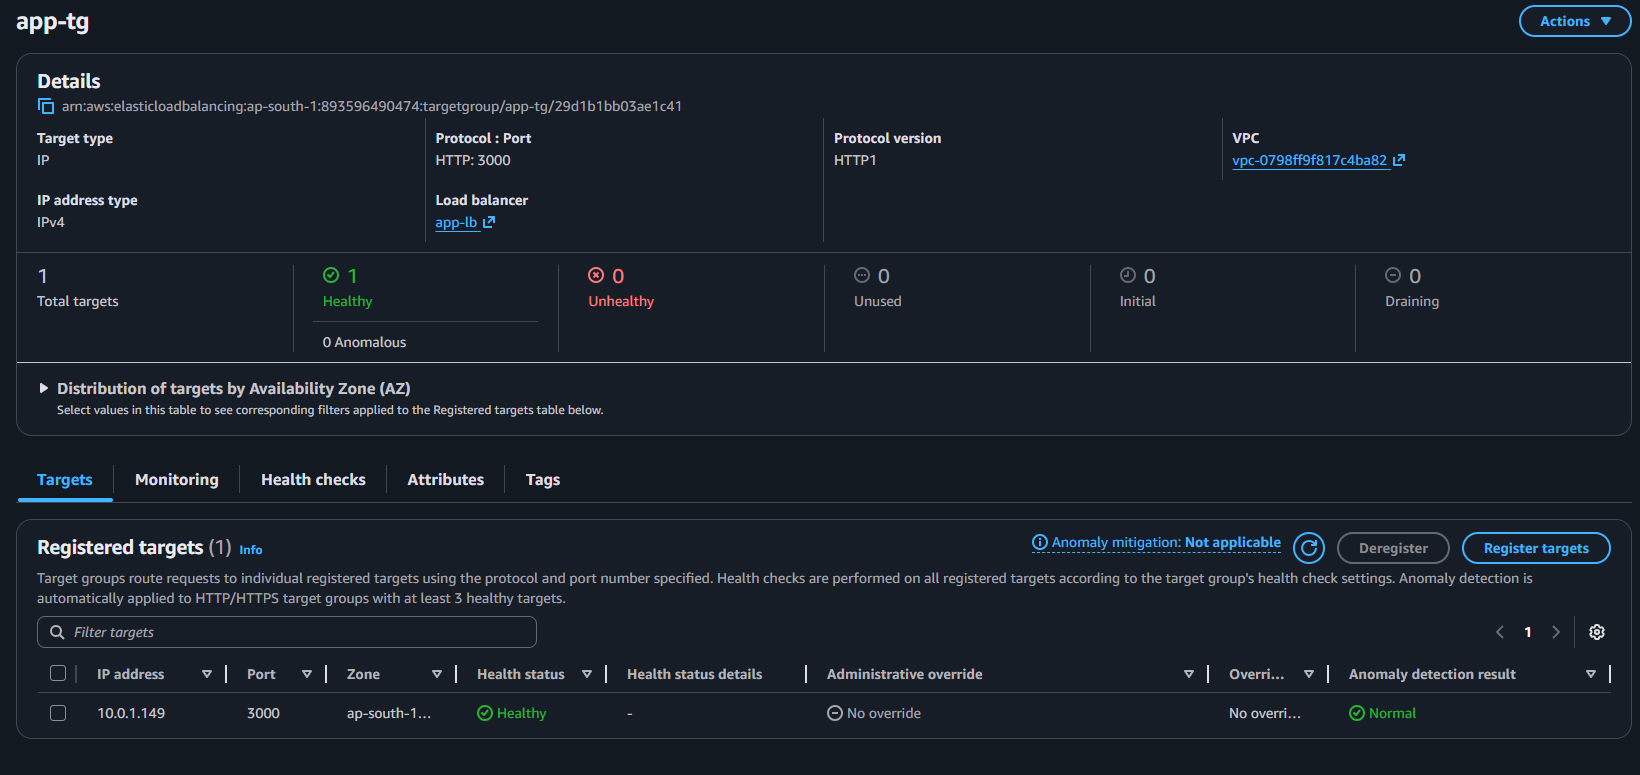 app-tg
Actions
Details
arn:aws:elasticloadbalancing:ap-south-1:893596490474:targetgroup/app-tg/29d1b1bb03ae1c41
Target type
IP
Protocol : Port
HTTP: 3000
Protocol version
HTTP1
VPC
vpc-0798ff9f817c4ba82
IP address type
IPv4
Load balancer
app-lb
1
Total targets
1
Healthy
0 Anomalous
0
Unhealthy
0
Unused
0
Initial
0
Draining
Distribution of targets by Availability Zone (AZ)
Select values in this table to see corresponding filters applied to the Registered targets table below.
Targets
Monitoring
Health checks
Attributes
Tags
Registered targets (1) Info
Anomaly mitigation: Not applicable
Deregister
Register targets
Target groups route requests to individual registered targets using the protocol and port number specified. Health checks are performed on all registered targets according to the target group's health check settings. Anomaly detection is
automatically applied to HTTP/HTTPS target groups with at least 3 healthy targets.
Filter targets
1
IP address
Port
Zone
Health status
Health status details
Administrative override
Overri...
Anomaly detection result
10.0.1.149
3000
ap-south-1...
Healthy
-
No override
No overri...
Normal